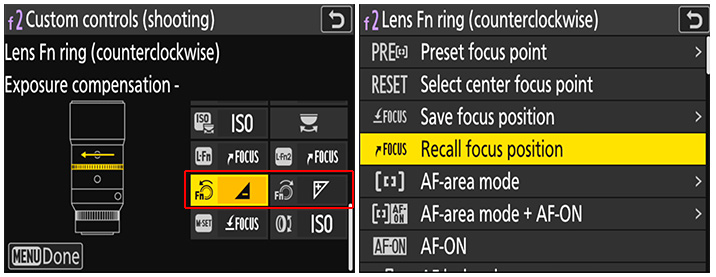 f2 Custom controls (shooting)
Lens Fn ring (counterclockwise)
Exposure compensation -
ISO ISO
L-Fn FOCUS L-Fn2 FOCUS
Fn Fn
M-SET FOCUS ISO
MENU Done
f2 Lens Fn ring (counterclockwise)
PRE Preset focus point
RESET Select center focus point
FOCUS Save focus position
FOCUS Recall focus position
AF-area mode
AF-ON AF-area mode + AF-ON
AF-ON AF-ON